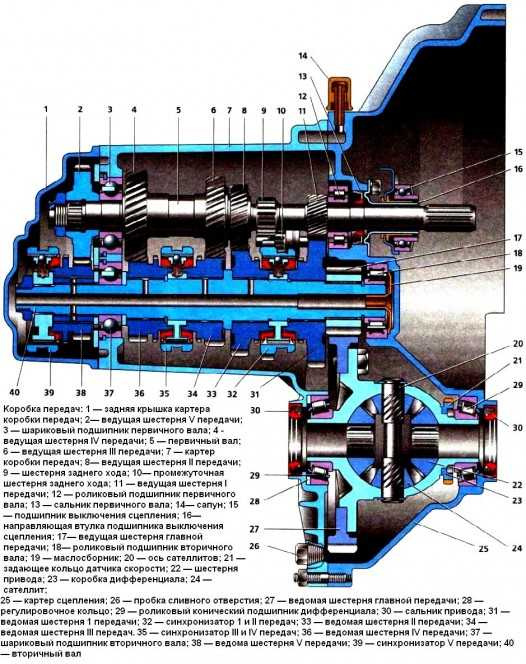 14
13
12
1 2 3 4 5 6 7 8 9 10 11
15
16
17
18
19
40 39 38 37 36 35 34 33 32 31
20
21
29
30
30
29
28
27
26
22
23
24
25
Коробка передач: 1 — задняя крышка картера
коробки передач; 2— ведущая шестерня V передачи;
3 — шариковый подшипник первичного вала; 4 -
ведущая шестерня IV передачи; 5 — первичный вал;
6 — ведущая шестерня III передачи; 7 — картер
коробки передач; 8— ведущая шестерня II передачи;
9 — шестерня заднего хода; 10— промежуточная
шестерня заднего хода; 11 — ведущая шестерня I
передачи; 12 — роликовый подшипник первичного
вала; 13 — сальник первичного вала; 14— сапун; 15
— подшипник выключения сцепления; 16—
направляющая втулка подшипника выключения
сцепления; 17— ведущая шестерня главной
передачи; 18—роликовый подшипник вторичного
вала; 19 — маслосборник; 20 — ось сателлитов; 21 —
задающее кольцо датчика скорости; 22 — шестерня
привода; 23 — коробка дифференциала; 24 —
сателлит;
25 — картер сцепления; 26 — пробка сливного отверстия; 27 — ведомая шестерня главной передачи; 28 —
регулировочное кольцо; 29 — роликовый конический подшипник дифференциала; 30 — сальник привода; 31 —
ведомая шестерня 1 передачи; 32 — синхронизатор 1 и II передач; 33 — ведомая шестерня II передачи; 34 —
ведомая шестерня III передач. 35 — синхронизатор III и IV передач; 36 — ведомая шестерня IV передачи; 37 —
шариковый подшипник вторичного вала; 38 — ведома шестерня V передачи; 39 — синхронизатор V передачи; 40
— вторичный вал